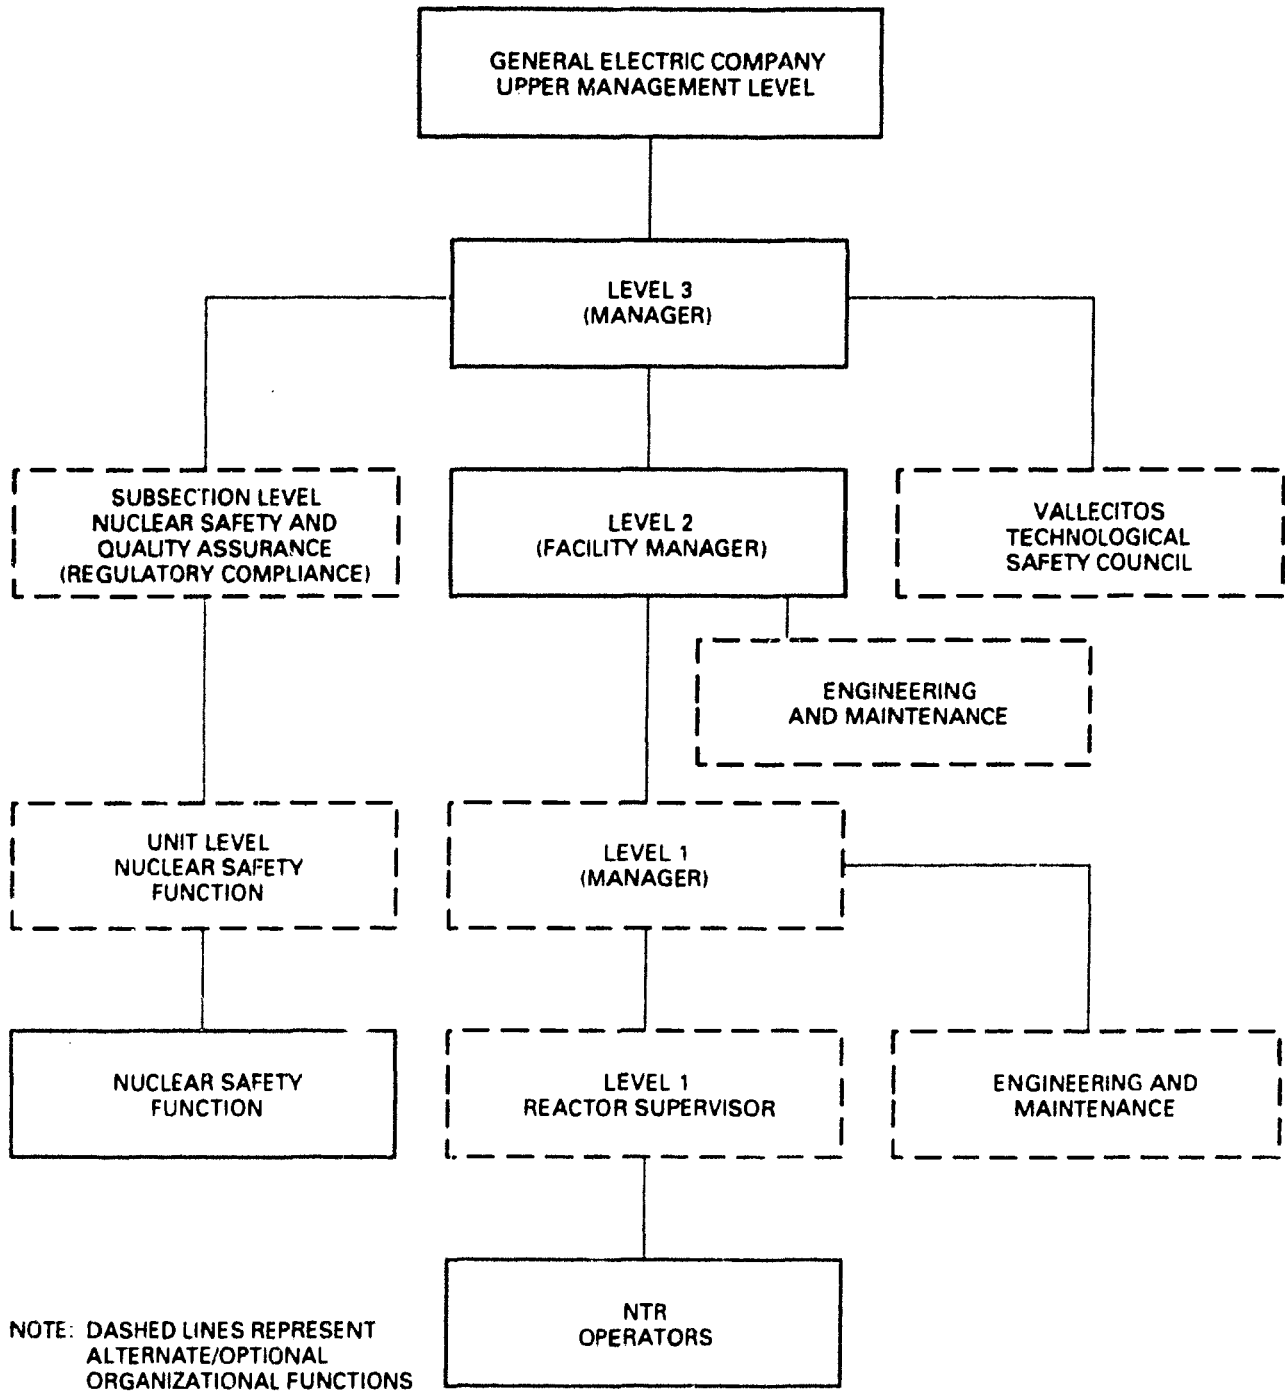 GENERAL ELECTRIC COMPANY
UPPER MANAGEMENT LEVEL
LEVEL 3
(MANAGER)
SUBSECTION LEVEL
NUCLEAR SAFETY AND
QUALITY ASSURANCE
(REGULATORY COMPLIANCE)
LEVEL 2
(FACILITY MANAGER)
VALLECITOS
TECHNOLOGICAL
SAFETY COUNCIL
ENGINEERING
AND MAINTENANCE
UNIT LEVEL
NUCLEAR SAFETY
FUNCTION
LEVEL 1
(MANAGER)
NUCLEAR SAFETY
FUNCTION
LEVEL 1
REACTOR SUPERVISOR
ENGINEERING AND
MAINTENANCE
NTR
OPERATORS
NOTE: DASHED LINES REPRESENT
ALTERNATE/OPTIONAL
ORGANIZATIONAL FUNCTIONS